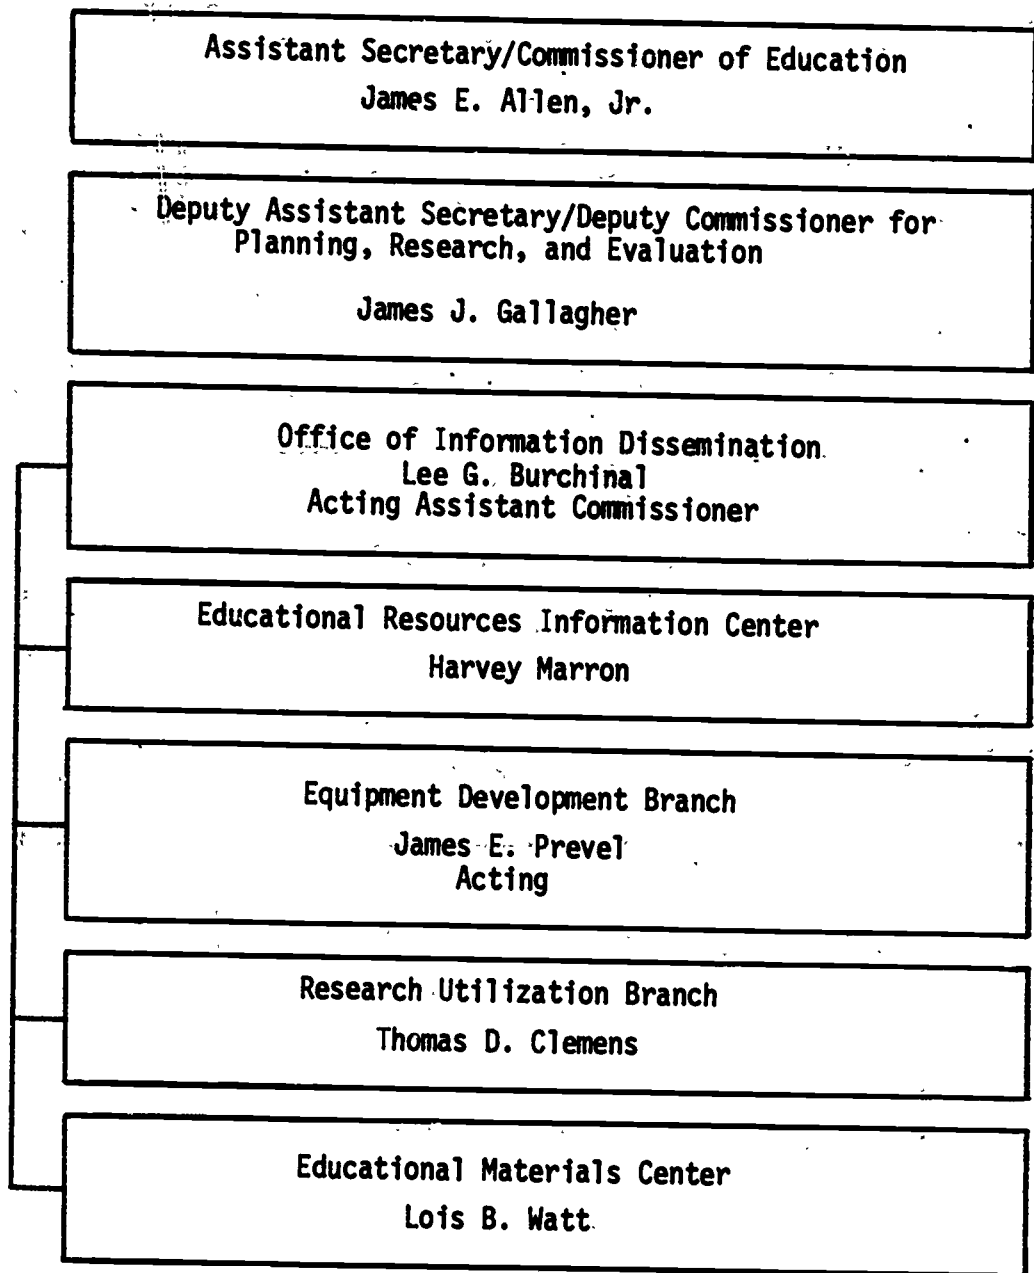 Assistant Secretary/Commissioner of Education
James E. Allen, Jr.
Deputy Assistant Secretary/Deputy Commissioner for
Planning, Research, and Evaluation
James J. Gallagher
Office of Information Dissemination
Lee G. Burchinal
Acting Assistant Commissioner
Educational Resources Information Center
Harvey Marron
Equipment Development Branch
James E. Prevel
Acting
Research Utilization Branch
Thomas D. Clemens
Educational Materials Center
Lois B. Watt